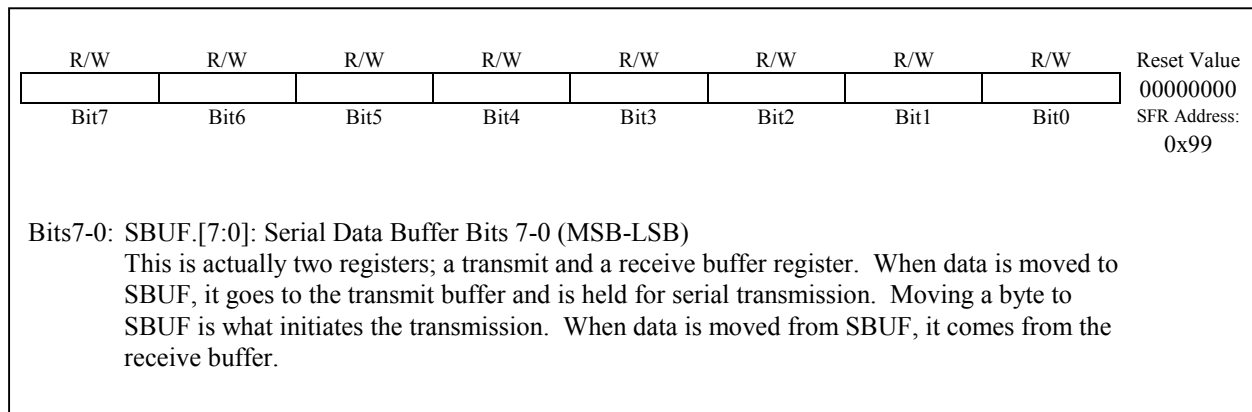 R/W R/W R/W R/W R/W R/W R/W R/W Reset Value
00000000
Bit7 Bit6 Bit5 Bit4 Bit3 Bit2 Bit1 Bit0 SFR Address:
0x99
Bits7-0: SBUF.[7:0]: Serial Data Buffer Bits 7-0 (MSB-LSB)
This is actually two registers; a transmit and a receive buffer register. When data is moved to
SBUF, it goes to the transmit buffer and is held for serial transmission. Moving a byte to
SBUF is what initiates the transmission. When data is moved from SBUF, it comes from the
receive buffer.